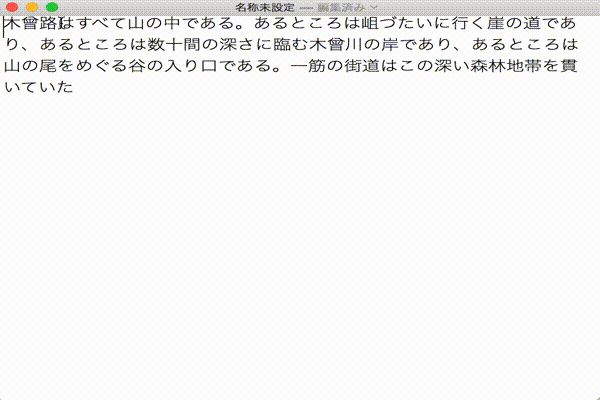 名称未設定 — 編集済み
木曾路はすべて山の中である。あるところは岨づたいに行く崖の道であ
り、あるところは数十間の深さに臨む木曾川の岸であり、あるところは
山の尾をめぐる谷の入り口である。一筋の街道はこの深い森林地帯を貫
いていた